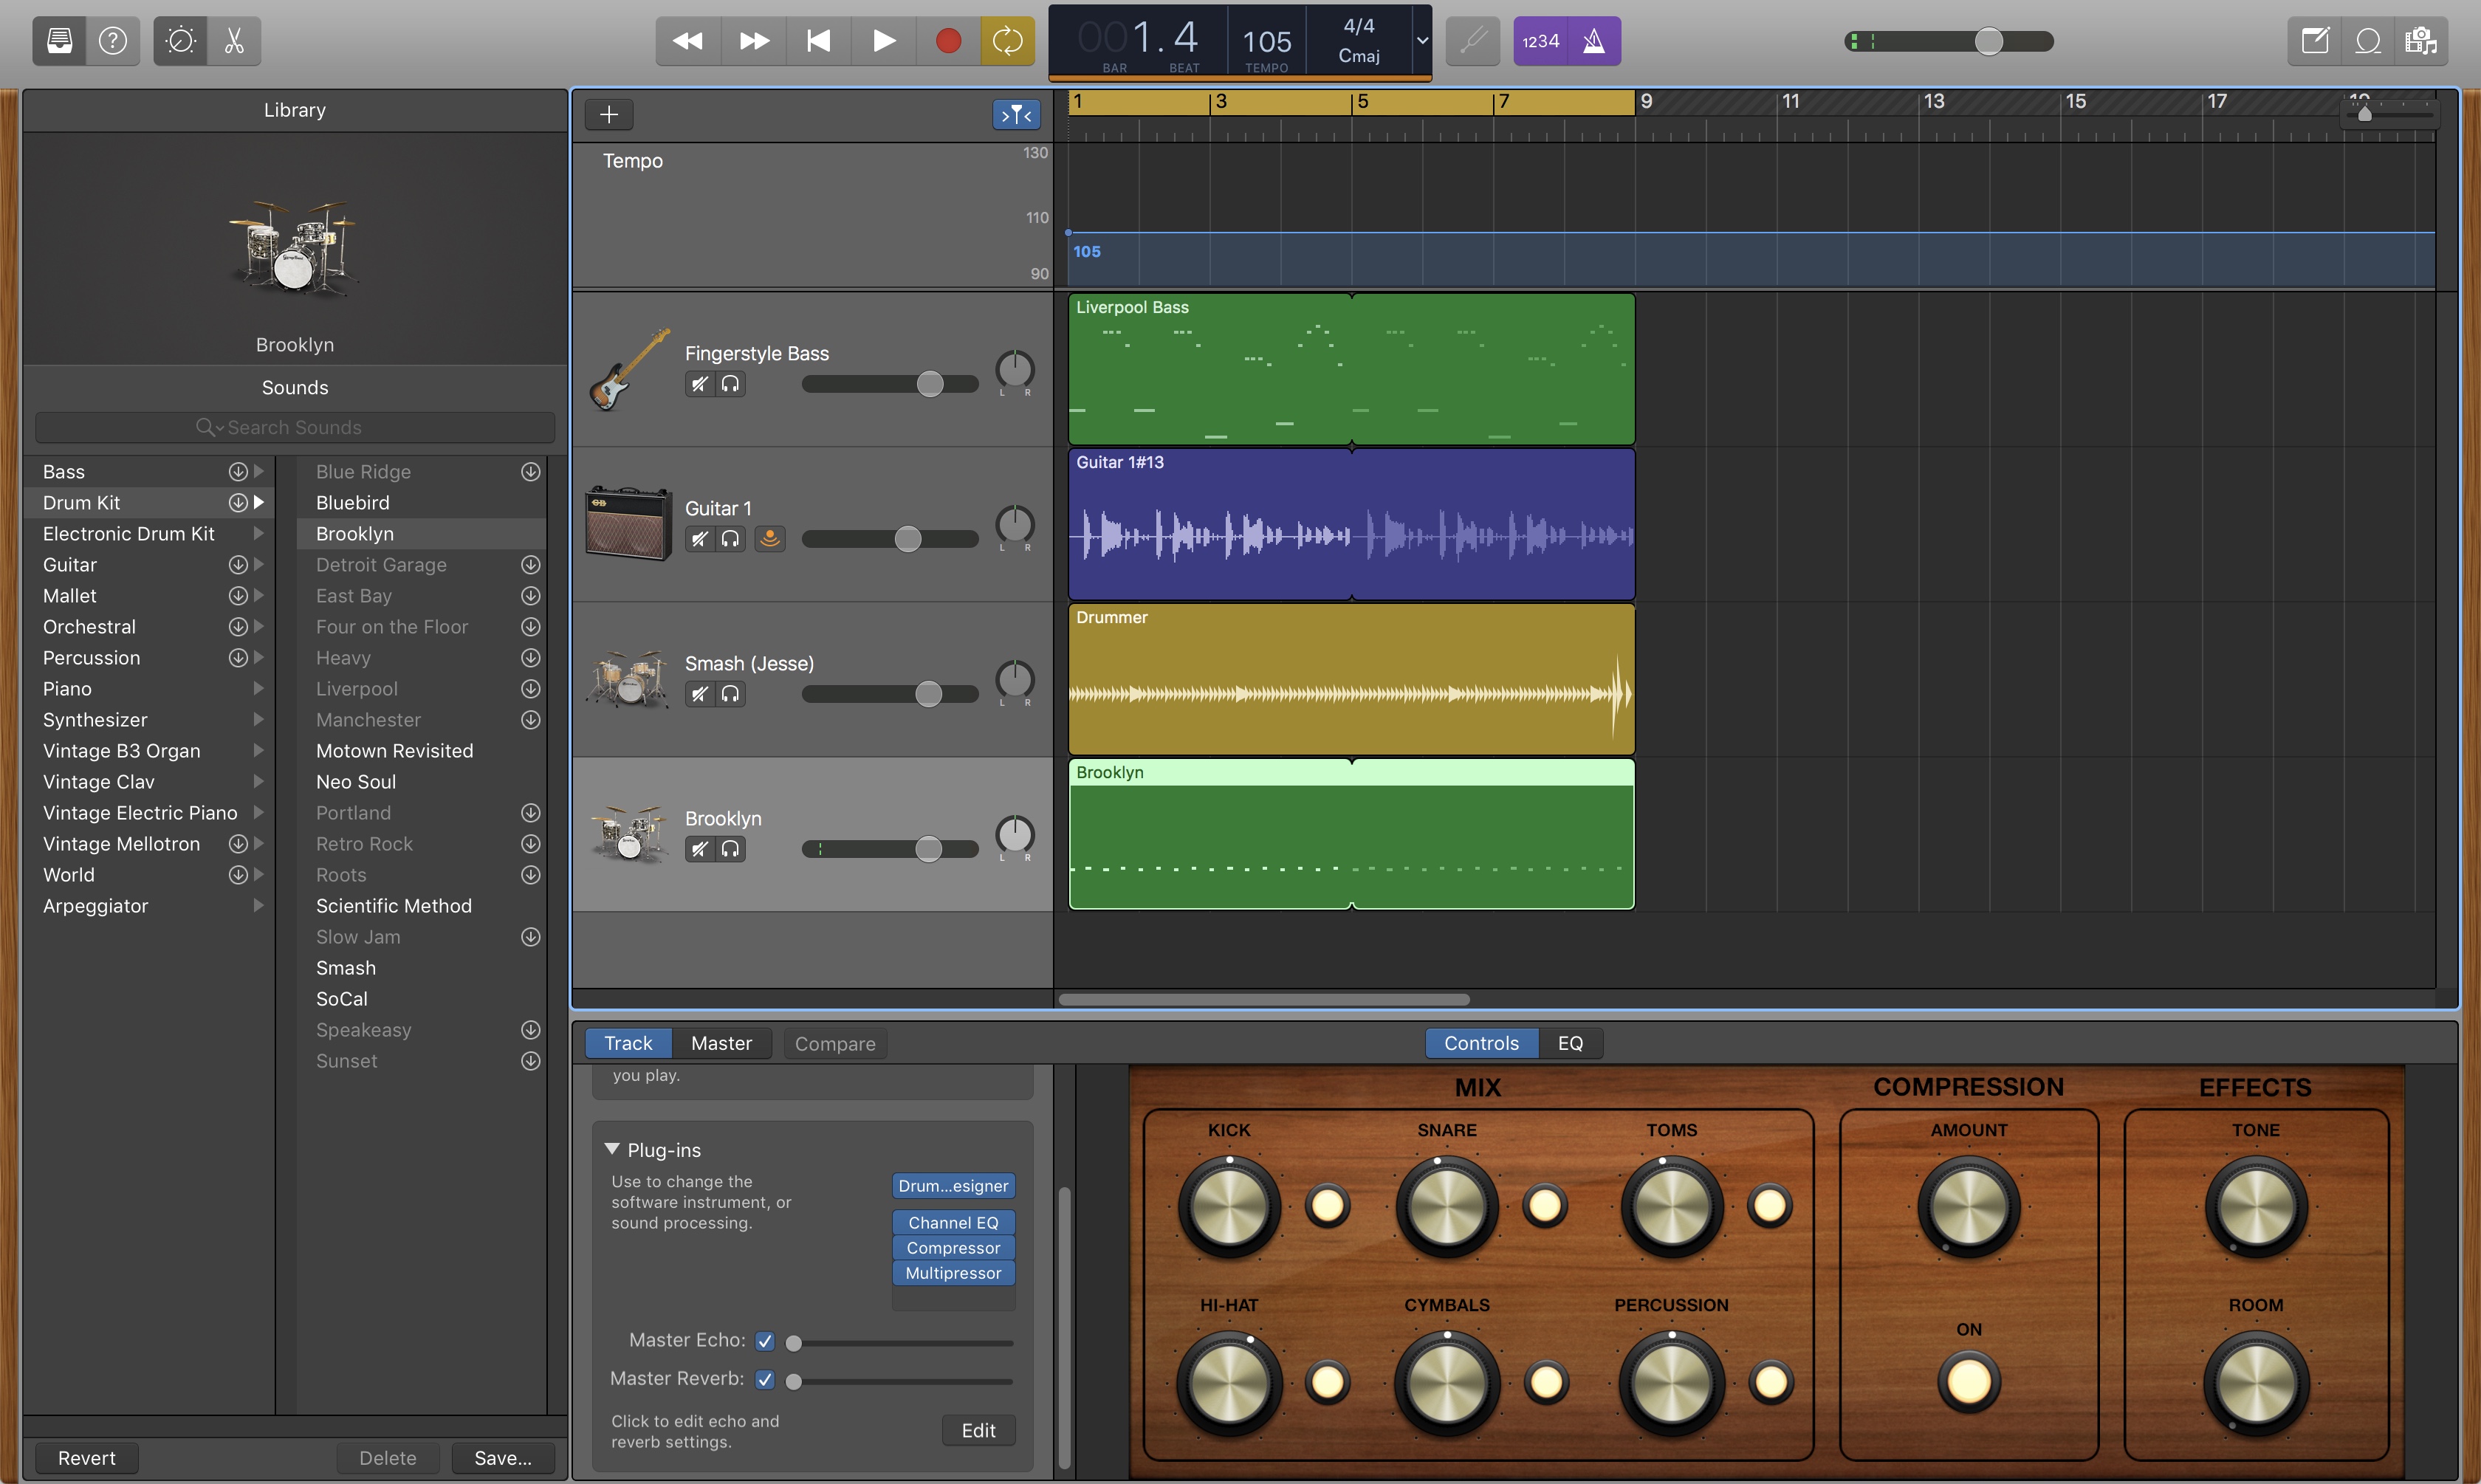 1234
001.4
BAR
BEAT
105
TEMPO
4/4
Cmaj
Library
Brooklyn
Sounds
Search Sounds
Bass
Drum Kit
Electronic Drum Kit
Guitar
Mallet
Orchestral
Percussion
Piano
Synthesizer
Vintage B3 Organ
Vintage Clav
Vintage Electric Piano
Vintage Mellotron
World
Arpeggiator
Blue Ridge
Bluebird
Brooklyn
Detroit Garage
East Bay
Four on the Floor
Heavy
Liverpool
Manchester
Motown Revisited
Neo Soul
Portland
Retro Rock
Roots
Scientific Method
Slow Jam
Smash
SoCal
Speakeasy
Sunset
Revert
Delete
Save...
1 3 5 7 9 11 13 15 17
Tempo
130
110
90
105
Fingerstyle Bass
L R
Guitar 1
L R
Smash (Jesse)
L R
Brooklyn
L R
Liverpool Bass
Guitar 1#13
Drummer
Brooklyn
Track
Master
Compare
Controls
EQ
you play.
Plug-ins
Use to change the
software instrument, or
sound processing.
Drum...esigner
Channel EQ
Compressor
Multipressor
Master Echo:
Master Reverb:
Click to edit echo and
reverb settings.
Edit
MIX
KICK
SNARE
TOMS
HI-HAT
CYMBALS
PERCUSSION
COMPRESSION
AMOUNT
ON
EFFECTS
TONE
ROOM